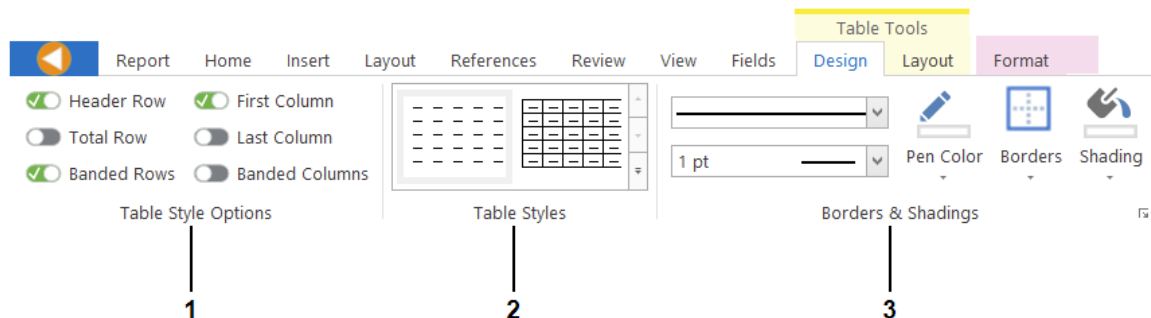 Table Tools
Report Home Insert Layout References Review View Fields Design Layout Format
Header Row First Column
Total Row Last Column
Banded Rows Banded Columns
1 pt
Pen Color Borders Shading
Table Style Options Table Styles Borders & Shadings
1 2 3